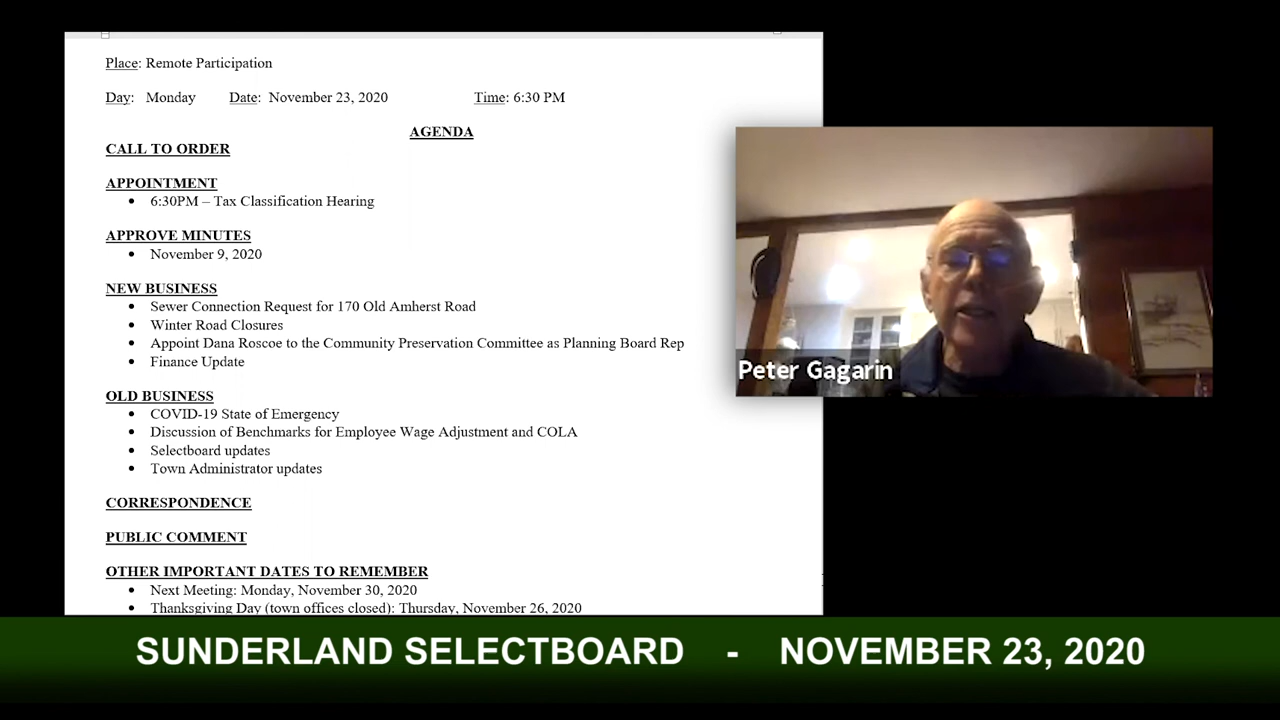 Place: Remote Participation
Day: Monday Date: November 23, 2020 Time: 6:30 PM
AGENDA
CALL TO ORDER
APPOINTMENT
• 6:30PM – Tax Classification Hearing
APPROVE MINUTES
• November 9, 2020
NEW BUSINESS
• Sewer Connection Request for 170 Old Amherst Road
• Winter Road Closures
• Appoint Dana Roscoe to the Community Preservation Committee as Planning Board Rep
• Finance Update
OLD BUSINESS
• COVID-19 State of Emergency
• Discussion of Benchmarks for Employee Wage Adjustment and COLA
• Selectboard updates
• Town Administrator updates
CORRESPONDENCE
PUBLIC COMMENT
OTHER IMPORTANT DATES TO REMEMBER
• Next Meeting: Monday, November 30, 2020
• Thanksgiving Day (town offices closed): Thursday, November 26, 2020
Peter Gagarin
SUNDERLAND SELECTBOARD - NOVEMBER 23, 2020